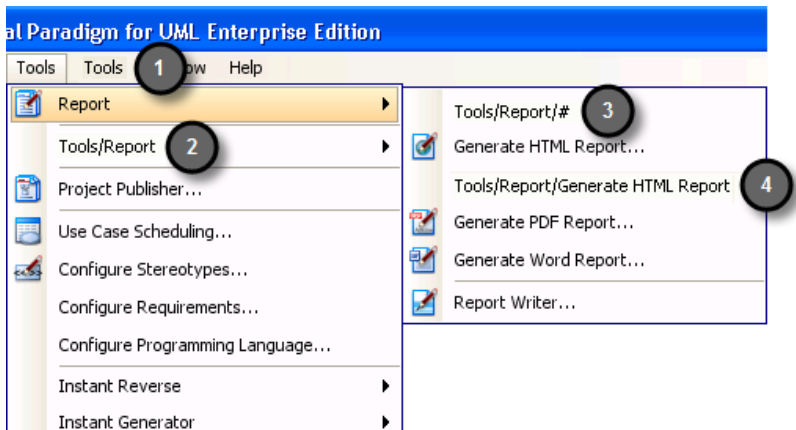 al Paradigm for UML Enterprise Edition
Tools Tools 1 ow Help
Report
Tools/Report 2
Project Publisher...
Use Case Scheduling...
Configure Stereotypes...
Configure Requirements...
Configure Programming Language...
Instant Reverse
Instant Generator
Tools/Report/# 3
Generate HTML Report...
Tools/Report/Generate HTML Report 4
Generate PDF Report...
Generate Word Report...
Report Writer...